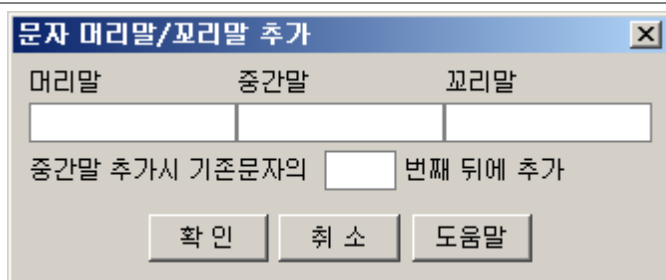 문자 머리말/꼬리말 추가
머리말 중간말 꼬리말
중간말 추가시 기존문자의 번째 뒤에 추가
확 인 취 소 도움말